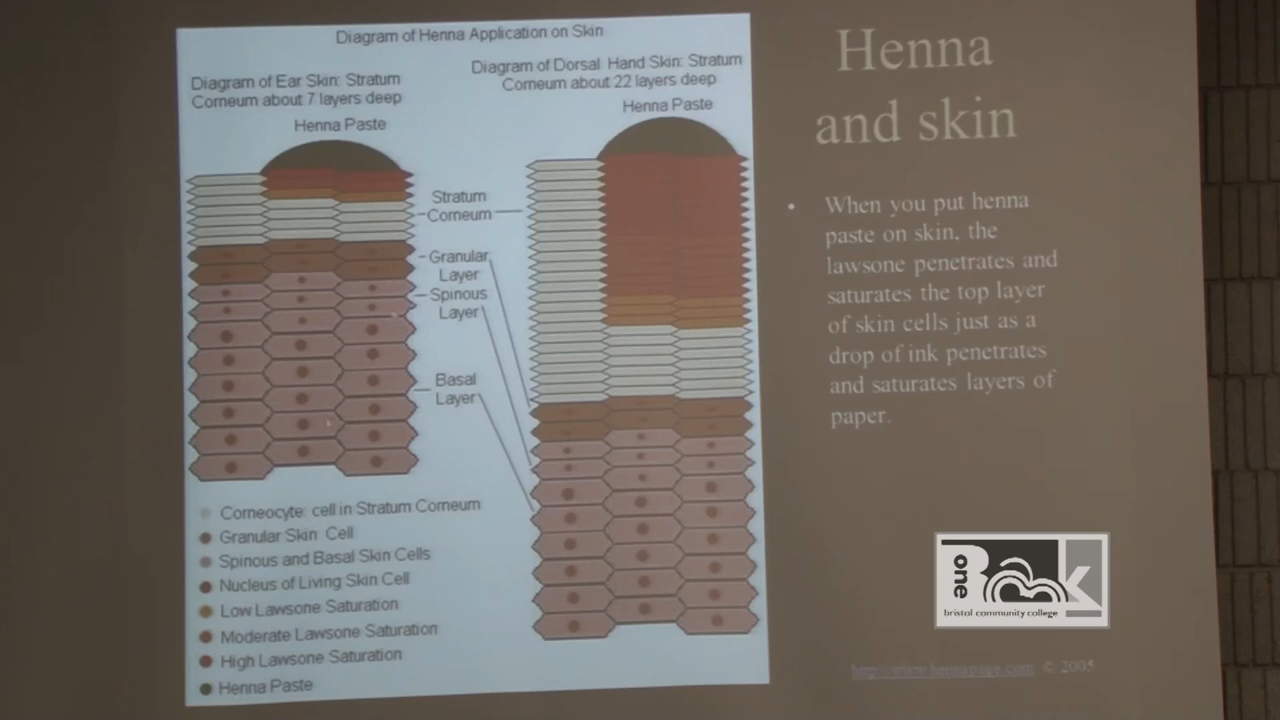 Diagram of Henna Application on Skin
Diagram of Ear Skin: Stratum
Corneum about 7 layers deep
Henna Paste
Diagram of Dorsal Hand Skin: Stratum
Corneum about 22 layers deep
Henna Paste
Stratum
Corneum
Granular
Layer
Spinous
Layer
Basal
Layer
Corneocyte: cell in Stratum Corneum
Granular Skin Cell
Spinous and Basal Skin Cells
Nucleus of Living Skin Cell
Low Lawsone Saturation
Moderate Lawsone Saturation
High Lawsone Saturation
Henna Paste
Henna
and skin
• When you put henna
paste on skin, the
lawsone penetrates and
saturates the top layer
of skin cells just as a
drop of ink penetrates
and saturates layers of
paper.
one
Book
bristol community college
http://www.hennapage.com © 2005